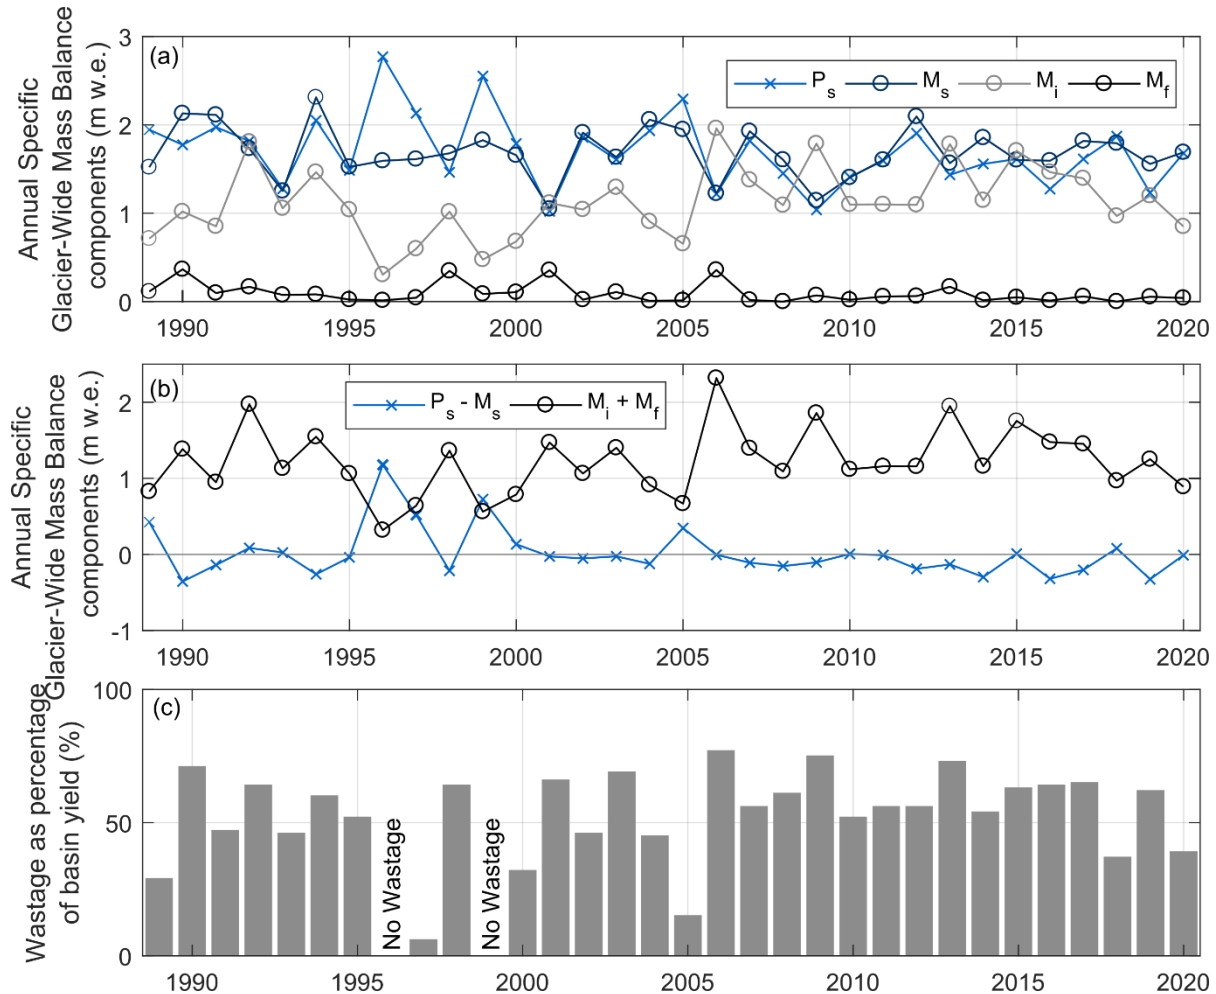 Annual Specific
Glacier-Wide Mass Balance
components (m w.e.)
(a)
P_s M_s M_i M_f
3
2
1
0
1990 1995 2000 2005 2010 2015 2020
Annual Specific
Glacier-Wide Mass Balance
components (m w.e.)
(b)
P_s - M_s M_i + M_f
2
1
0
-1
1990 1995 2000 2005 2010 2015 2020
Wastage as percentage
of basin yield (%)
(c)
100
50
0
No Wastage
No Wastage
1990 1995 2000 2005 2010 2015 2020